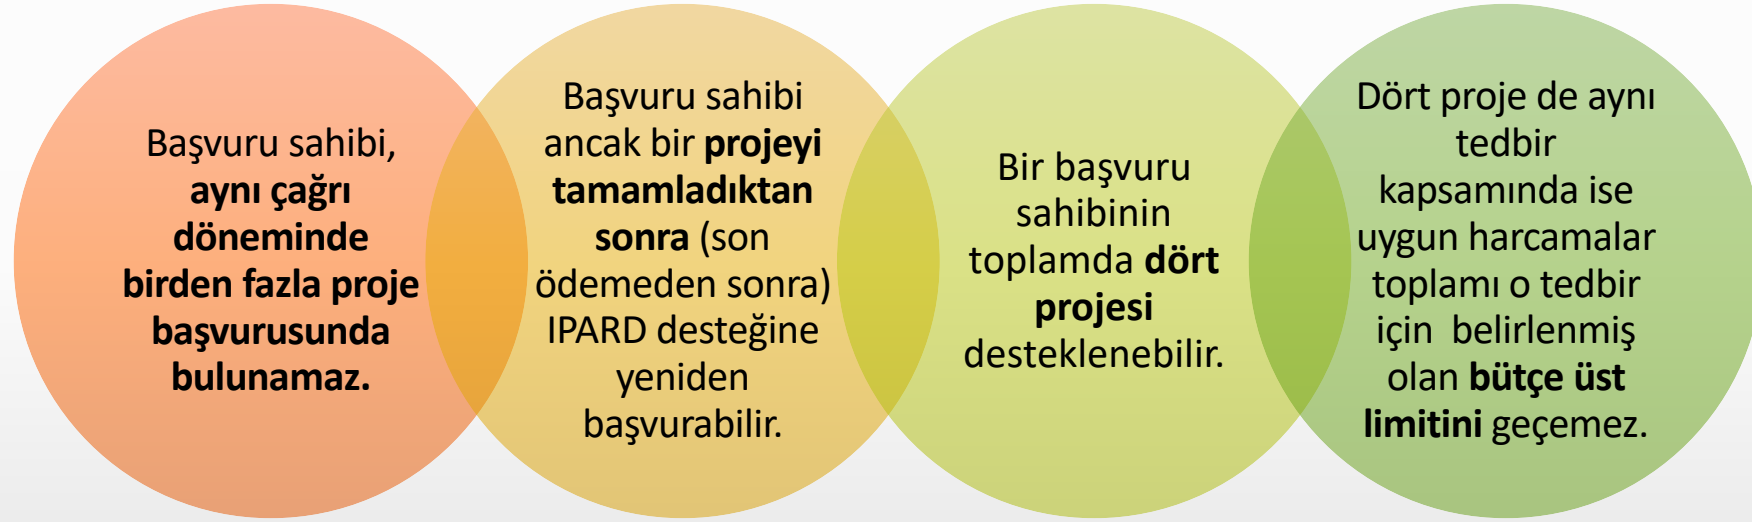 Başvuru sahibi,
aynı çağrı
döneminde
birden fazla proje
başvurusunda
bulunamaz.
Başvuru sahibi
ancak bir projeyi
tamamladıktan
sonra (son
ödemeden sonra)
IPARD desteğine
yeniden
başvurabilir.
Bir başvuru
sahibinin
toplamda dört
projesi
desteklenebilir.
Dört proje de aynı
tedbir
kapsamında ise
uygun harcamalar
toplamı o tedbir
için belirlenmiş
olan bütçe üst
limitini geçemez.